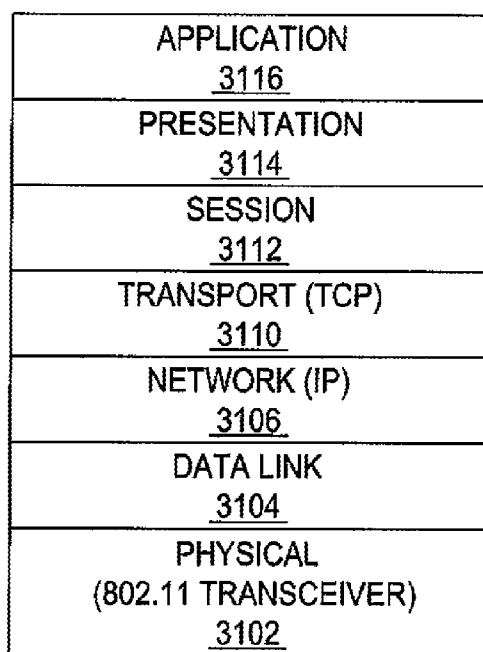 APPLICATION
3116
PRESENTATION
3114
SESSION
3112
TRANSPORT (TCP)
3110
NETWORK (IP)
3106
DATA LINK
3104
PHYSICAL
(802.11 TRANSCEIVER)
3102